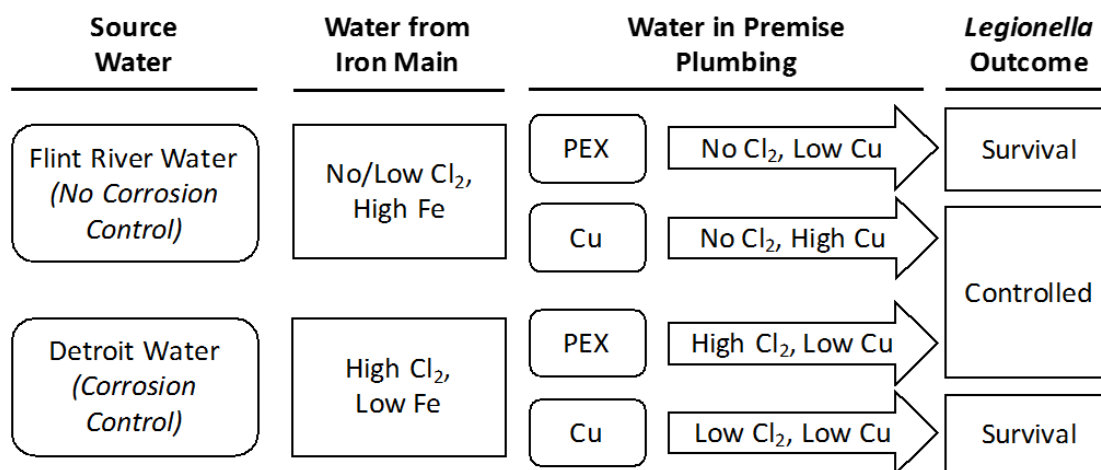 Source
Water
Water from
Iron Main
Water in Premise
Plumbing
Legionella
Outcome
Flint River Water
(No Corrosion
Control)
No/Low Cl₂,
High Fe
PEX
No Cl₂, Low Cu
Survival
Cu
No Cl₂, High Cu
Controlled
Detroit Water
(Corrosion
Control)
High Cl₂,
Low Fe
PEX
High Cl₂, Low Cu
Cu
Low Cl₂, Low Cu
Survival